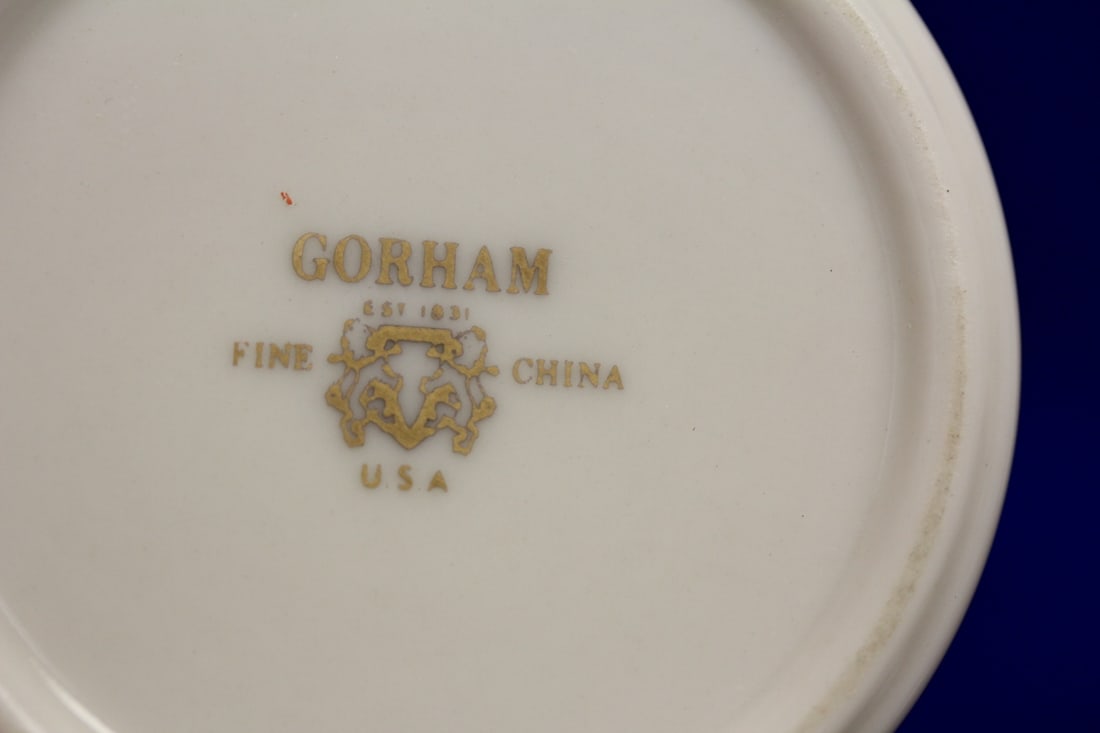 GORHAM
EST 1831
FINE CHINA
U.S.A